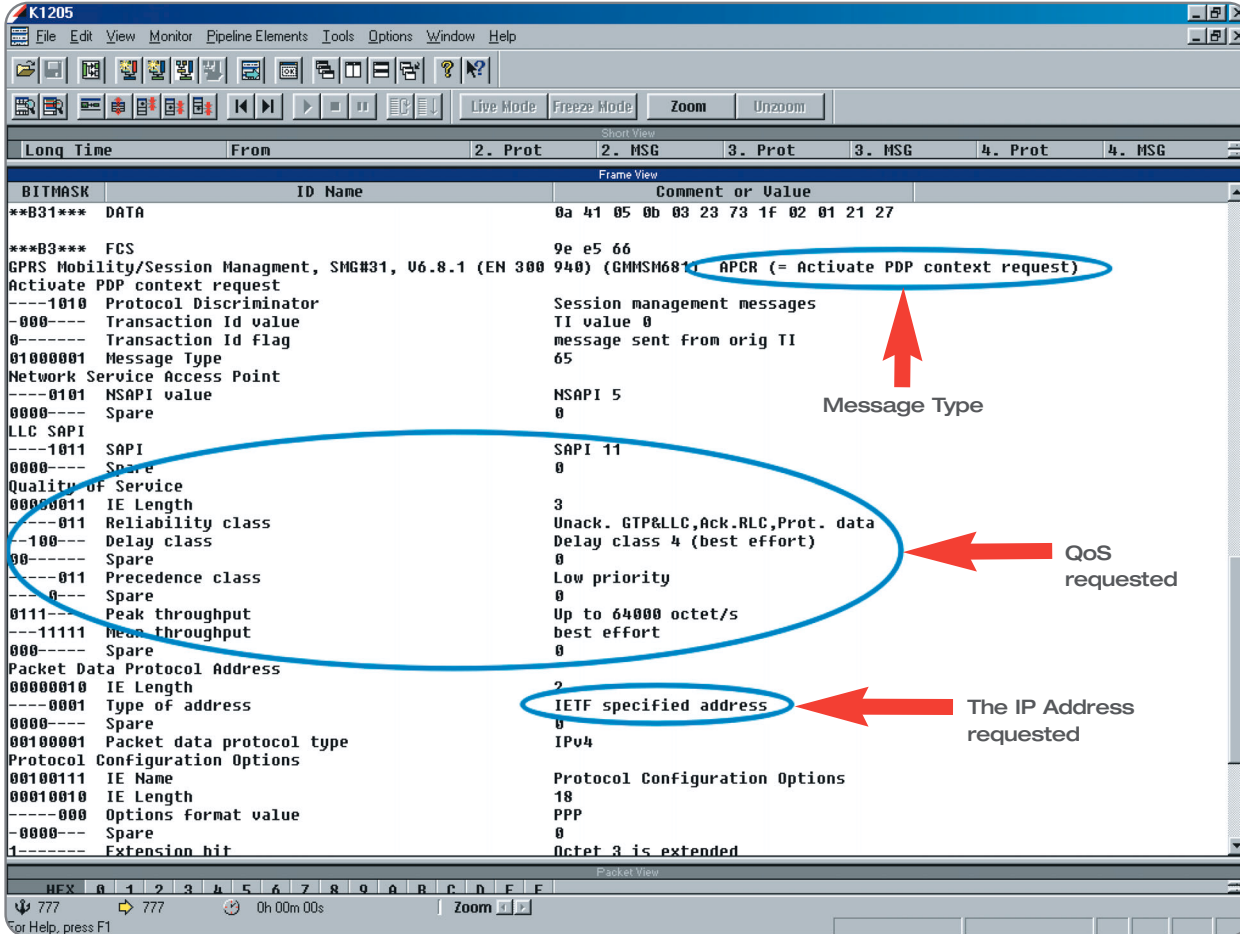 K1205
File Edit View Monitor Pipeline Elements Tools Options Window Help
Live Mode Freeze Mode Zoom Unzoom
Short View
Long Time From 2. Prot 2. MSG 3. Prot 3. MSG 4. Prot 4. MSG
Frame View
BITMASK ID Name Comment or Value
**B31*** DATA 0a 41 05 0b 03 23 73 1f 02 01 21 27
***B3*** FCS 9e e5 66
GPRS Mobility/Session Managment, SMG#31, V6.8.1 (EN 300 940) (GMMSM681) APCR (= Activate PDP context request)
Activate PDP context request
----1010 Protocol Discriminator Session management messages
-000---- Transaction Id value TI value 0
0------- Transaction Id flag message sent from orig TI
01000001 Message Type 65
Network Service Access Point
----0101 NSAPI value NSAPI 5
0000---- Spare 0
Message Type
LLC SAPI
----1011 SAPI SAPI 11
0000---- Spare 0
Quality of Service
00000011 IE Length 3
-----011 Reliability class Unack. GTP&LLC,Ack.RLC,Prot. data
--100--- Delay class Delay class 4 (best effort)
00------ Spare 0
-----011 Precedence class Low priority
----0--- Spare 0
0111---- Peak throughput Up to 64000 octet/s
---11111 Mean throughput best effort
000----- Spare 0
QoS
requested
Packet Data Protocol Address
00000010 IE Length 2
----0001 Type of address IETF specified address
0000---- Spare 0
00100001 Packet data protocol type IPv4
The IP Address
requested
Protocol Configuration Options
00100111 IE Name Protocol Configuration Options
00010010 IE Length 18
-----000 Options format value PPP
-0000--- Spare 0
1------- Extension bit Octet 3 is extended
Packet View
HEX 0 1 2 3 4 5 6 7 8 9 A B C D E F
777 777 0h 00m 00s Zoom
For Help, press F1